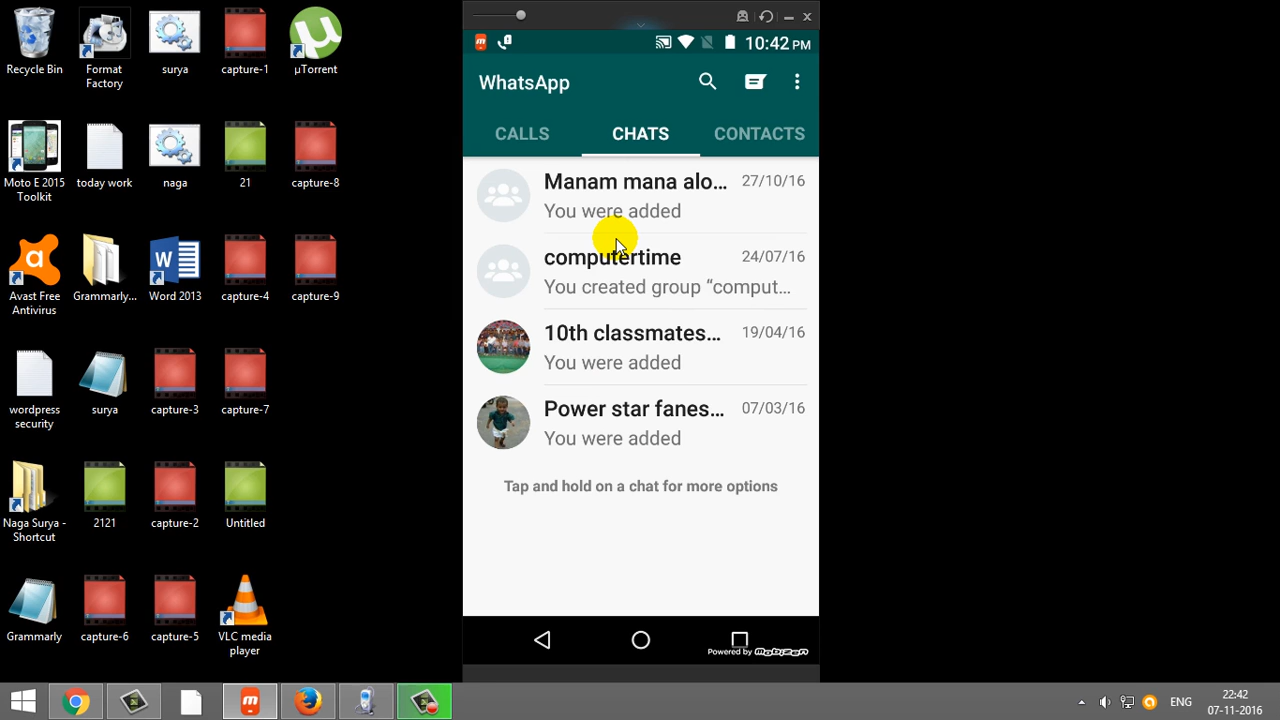 Recycle Bin
Format
Factory
surya
capture-1
µTorrent
Moto E 2015
Toolkit
today work
naga
21
capture-8
Avast Free
Antivirus
Grammarly...
Word 2013
capture-4
capture-9
wordpress
security
surya
capture-3
capture-7
Naga Surya -
Shortcut
2121
capture-2
Untitled
Grammarly
capture-6
capture-5
VLC media
player
10:42 PM
WhatsApp
CALLS
CHATS
CONTACTS
Manam mana alo...
27/10/16
You were added
computertime
24/07/16
You created group “comput...
10th classmates...
19/04/16
You were added
Power star fanes...
07/03/16
You were added
Tap and hold on a chat for more options
Powered by mobizen
ENG
22:42
07-11-2016